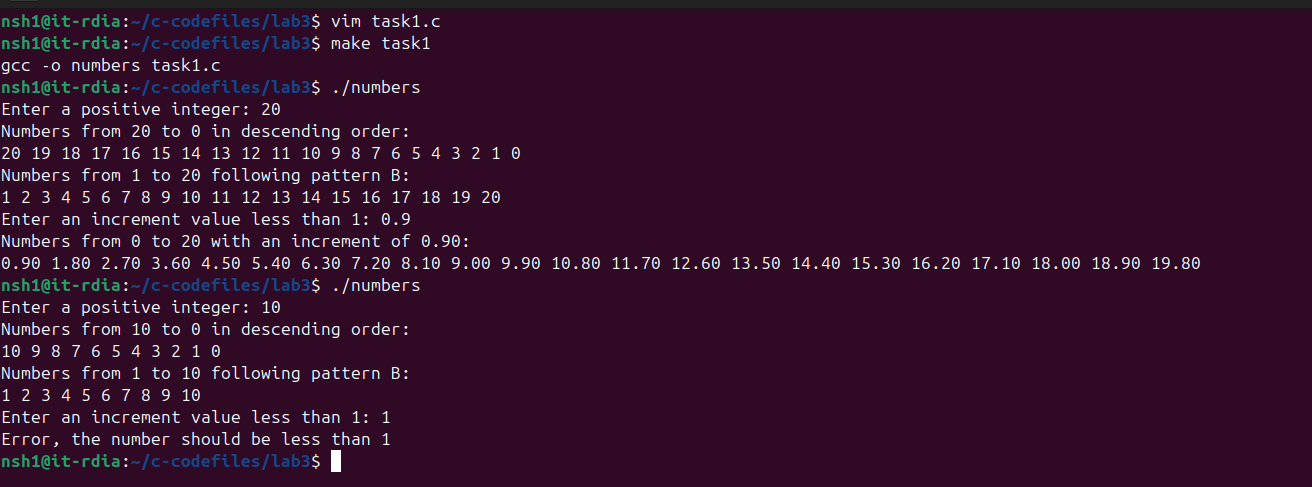 nsh1@it-rdia:~/c-codefiles/lab3$ vim task1.c
nsh1@it-rdia:~/c-codefiles/lab3$ make task1
gcc -o numbers task1.c
nsh1@it-rdia:~/c-codefiles/lab3$ ./numbers
Enter a positive integer: 20
Numbers from 20 to 0 in descending order:
20 19 18 17 16 15 14 13 12 11 10 9 8 7 6 5 4 3 2 1 0
Numbers from 1 to 20 following pattern B:
1 2 3 4 5 6 7 8 9 10 11 12 13 14 15 16 17 18 19 20
Enter an increment value less than 1: 0.9
Numbers from 0 to 20 with an increment of 0.90:
0.90 1.80 2.70 3.60 4.50 5.40 6.30 7.20 8.10 9.00 9.90 10.80 11.70 12.60 13.50 14.40 15.30 16.20 17.10 18.00 18.90 19.80
nsh1@it-rdia:~/c-codefiles/lab3$ ./numbers
Enter a positive integer: 10
Numbers from 10 to 0 in descending order:
10 9 8 7 6 5 4 3 2 1 0
Numbers from 1 to 10 following pattern B:
1 2 3 4 5 6 7 8 9 10
Enter an increment value less than 1: 1
Error, the number should be less than 1
nsh1@it-rdia:~/c-codefiles/lab3$